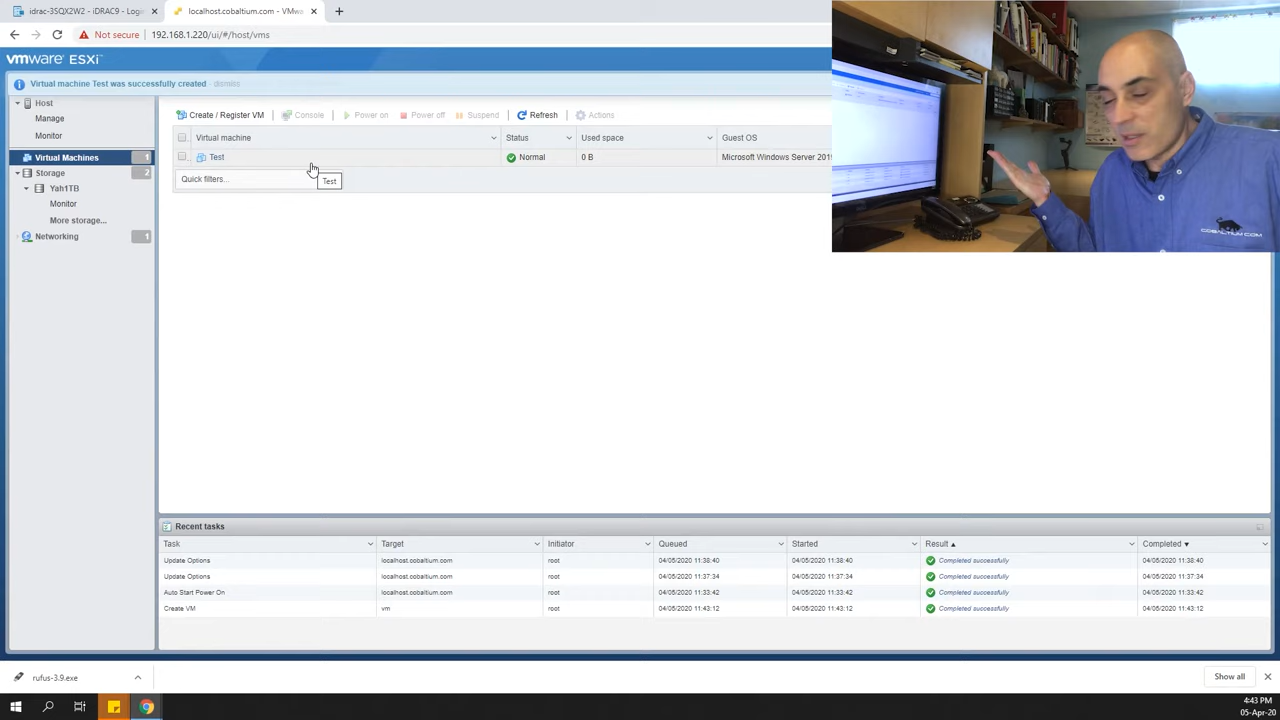 idrac-3SQX2W2 - iDRAC9 - Logi
localhost.cobaltium.com - VMwa
Not secure 192.168.1.220/ui/#/host/vms
vmware ESXi
Virtual machine Test was successfully created - dismiss
Host
Manage
Monitor
Virtual Machines 1
Storage 2
Yah1TB
Monitor
More storage...
Networking 1
Create / Register VM Console Power on Power off Suspend Refresh Actions
Virtual machine Status Used space Guest OS
Test Normal 0 B Microsoft Windows Server 201
Quick filters...
Test
COBALTIUM.COM
Recent tasks
Task Target Initiator Queued Started Result Completed
Update Options localhost.cobaltium.com root 04/05/2020 11:38:40 04/05/2020 11:38:40 Completed successfully 04/05/2020 11:38:40
Update Options localhost.cobaltium.com root 04/05/2020 11:37:34 04/05/2020 11:37:34 Completed successfully 04/05/2020 11:37:34
Auto Start Power On localhost.cobaltium.com root 04/05/2020 11:33:42 04/05/2020 11:33:42 Completed successfully 04/05/2020 11:33:42
Create VM vm root 04/05/2020 11:43:12 04/05/2020 11:43:12 Completed successfully 04/05/2020 11:43:12
rufus-3.9.exe
Show all
4:43 PM
05-Apr-20